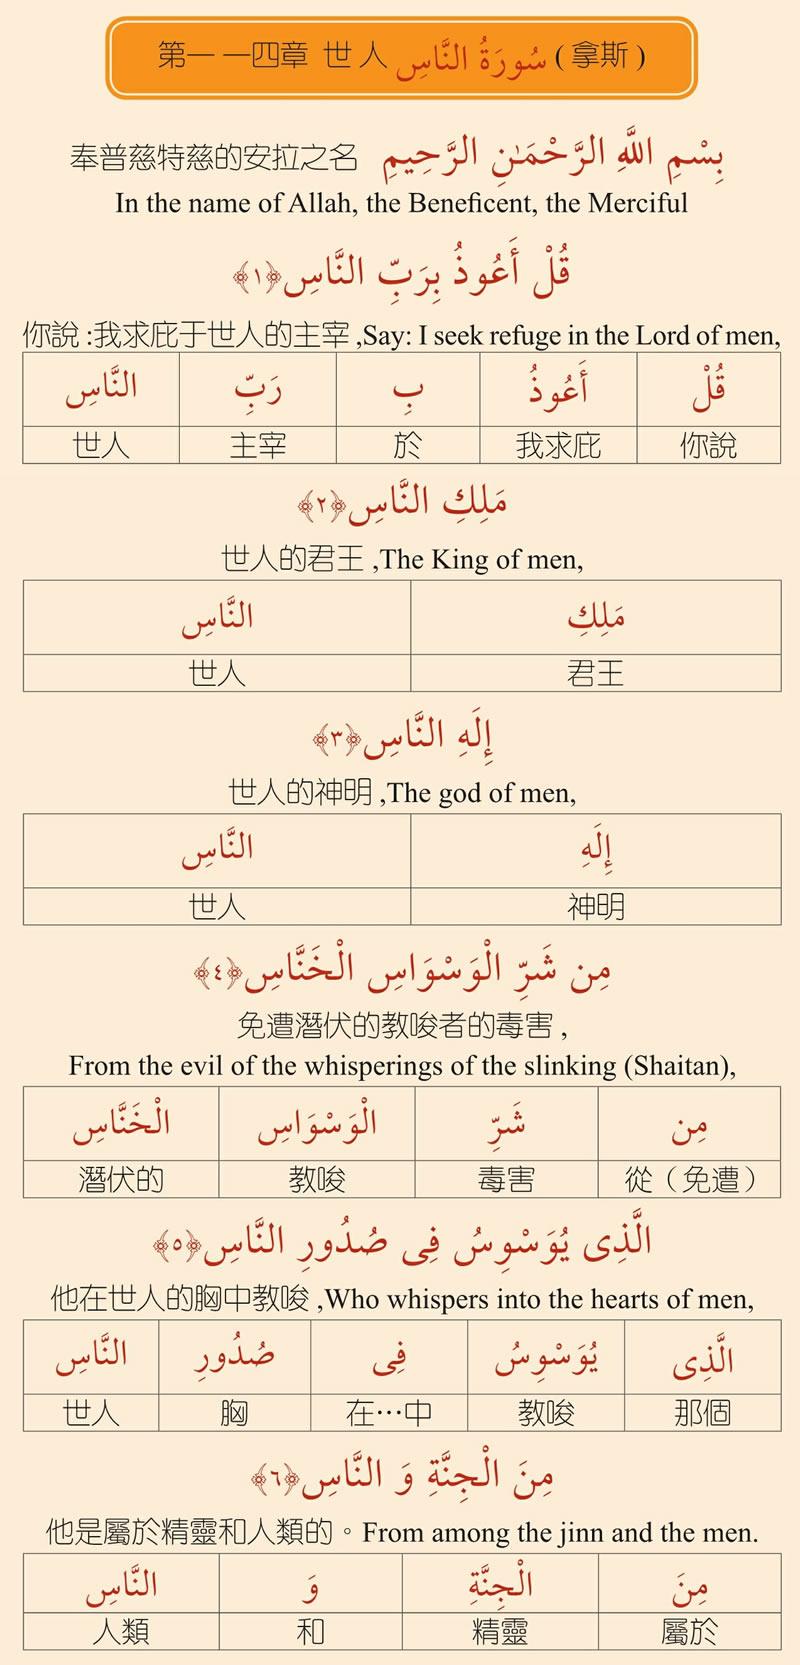 第一 一四章 世 人 سُورَةُ النَّاسِ ( 拿斯 )
奉普慈特慈的安拉之名 بِسْمِ اللَّهِ الرَّحْمَـٰنِ الرَّحِيمِ
In the name of Allah, the Beneficent, the Merciful
قُلْ أَعُوذُ بِرَبِّ النَّاسِ ﴿١﴾
你說:我求庇于世人的主宰 ,Say: I seek refuge in the Lord of men,
قُلْ أَعُوذُ بِ رَبِّ النَّاسِ
世人 主宰 於 我求庇 你說
مَلِكِ النَّاسِ ﴿٢﴾
世人的君王 ,The King of men,
مَلِكِ النَّاسِ
世人 君王
إِلَهِ النَّاسِ ﴿٣﴾
世人的神明 ,The god of men,
إِلَهِ النَّاسِ
世人 神明
مِن شَرِّ الْوَسْوَاسِ الْخَنَّاسِ ﴿٤﴾
免遭潛伏的教唆者的毒害 ,
From the evil of the whisperings of the slinking (Shaitan),
مِن شَرِّ الْوَسْوَاسِ الْخَنَّاسِ
潛伏的 教唆 毒害 從（免遭）
الَّذِى يُوَسْوِسُ فِى صُدُورِ النَّاسِ ﴿٥﴾
他在世人的胸中教唆 ,Who whispers into the hearts of men,
الَّذِى يُوَسْوِسُ فِى صُدُورِ النَّاسِ
世人 胸 在…中 教唆 那個
مِنَ الْجِنَّةِ وَ النَّاسِ ﴿٦﴾
他是屬於精靈和人類的。From among the jinn and the men.
مِنَ الْجِنَّةِ وَ النَّاسِ
人類 和 精靈 屬於